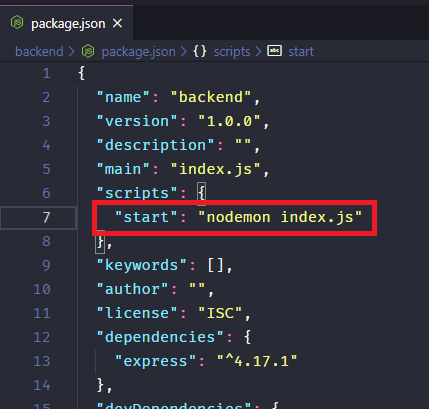 package.json
backend > package.json > {} scripts > abc start
1 {
2 "name": "backend",
3 "version": "1.0.0",
4 "description": "",
5 "main": "index.js",
6 "scripts": {
7 "start": "nodemon index.js"
8 },
9 "keywords": [],
10 "author": "",
11 "license": "ISC",
12 "dependencies": {
13 "express": "^4.17.1"
14 },
15 "devDependencies": {